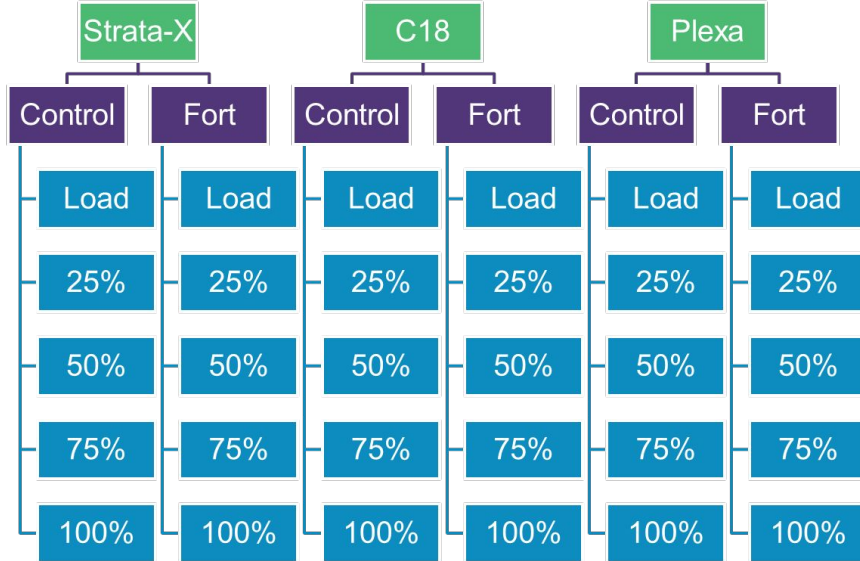 Strata-X C18 Plexa
Control Fort Control Fort Control Fort
Load Load Load Load Load Load
25% 25% 25% 25% 25% 25%
50% 50% 50% 50% 50% 50%
75% 75% 75% 75% 75% 75%
100% 100% 100% 100% 100% 100%